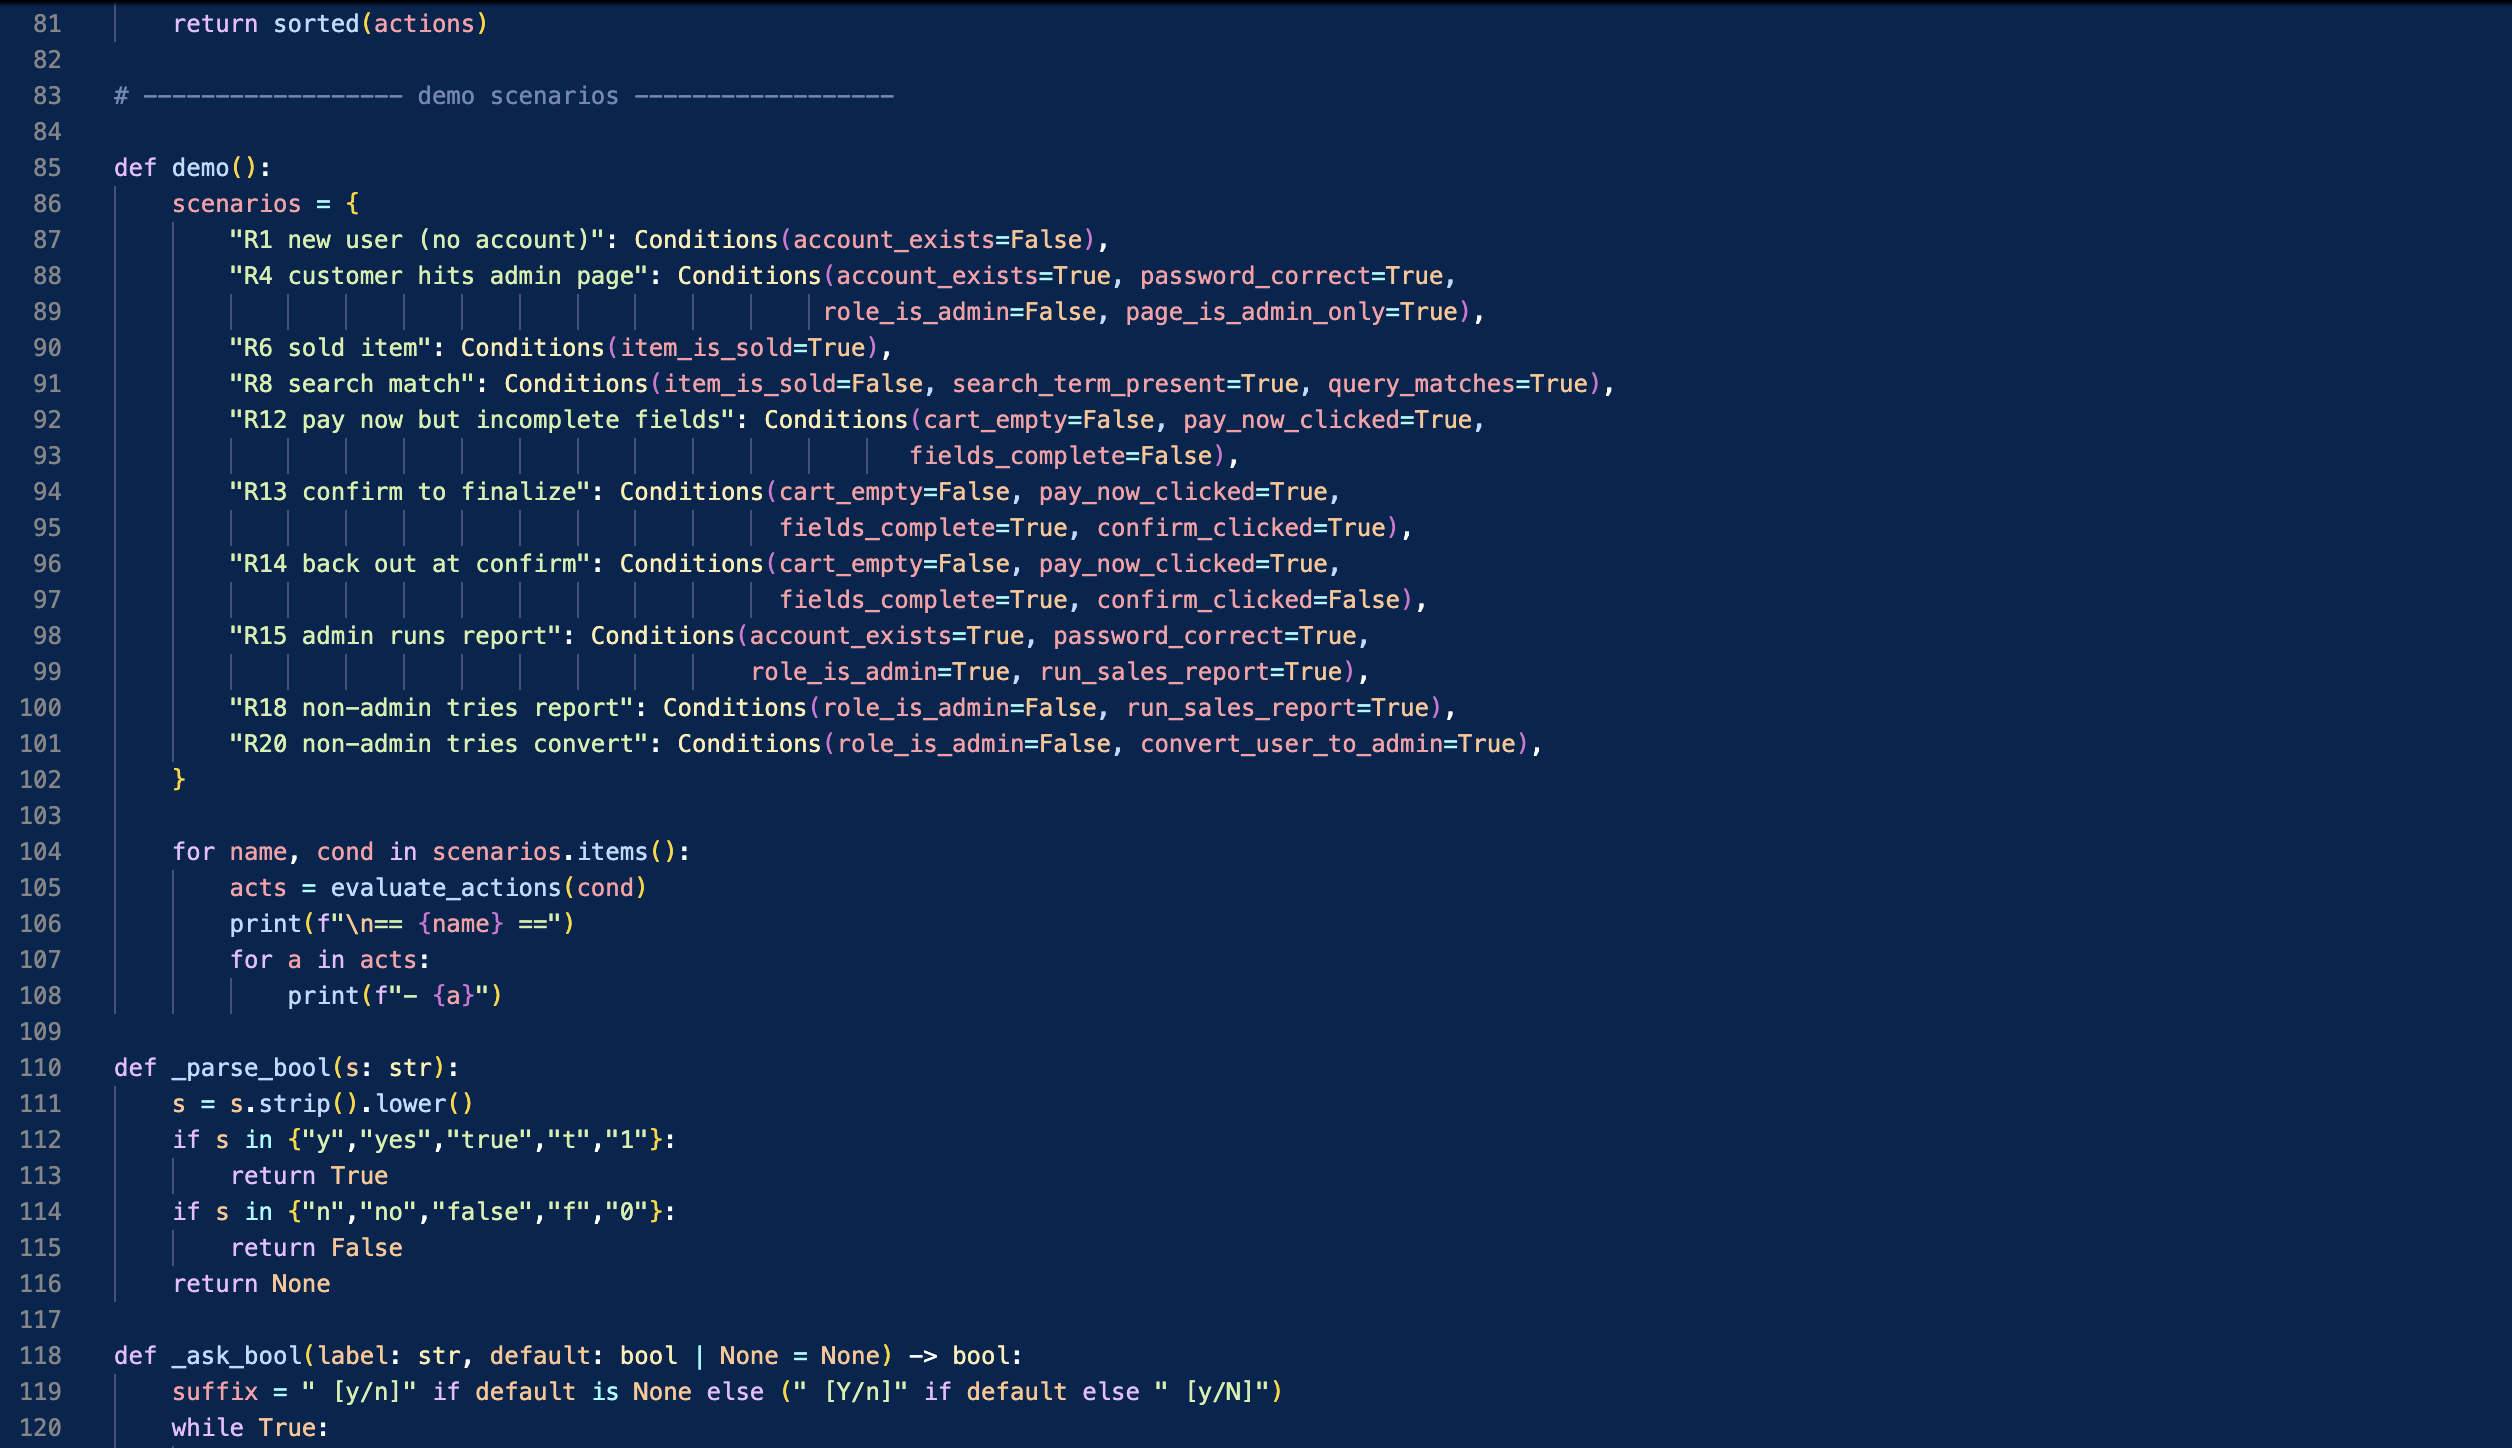 81 return sorted(actions)
82
83 # —————————————————— demo scenarios ——————————————————
84
85 def demo():
86     scenarios = {
87         "R1 new user (no account)": Conditions(account_exists=False),
88         "R4 customer hits admin page": Conditions(account_exists=True, password_correct=True,
89                                          role_is_admin=False, page_is_admin_only=True),
90         "R6 sold item": Conditions(item_is_sold=True),
91         "R8 search match": Conditions(item_is_sold=False, search_term_present=True, query_matches=True),
92         "R12 pay now but incomplete fields": Conditions(cart_empty=False, pay_now_clicked=True,
93                                                fields_complete=False),
94         "R13 confirm to finalize": Conditions(cart_empty=False, pay_now_clicked=True,
95                                       fields_complete=True, confirm_clicked=True),
96         "R14 back out at confirm": Conditions(cart_empty=False, pay_now_clicked=True,
97                                       fields_complete=True, confirm_clicked=False),
98         "R15 admin runs report": Conditions(account_exists=True, password_correct=True,
99                                     role_is_admin=True, run_sales_report=True),
100         "R18 non-admin tries report": Conditions(role_is_admin=False, run_sales_report=True),
101         "R20 non-admin tries convert": Conditions(role_is_admin=False, convert_user_to_admin=True),
102     }
103
104     for name, cond in scenarios.items():
105         acts = evaluate_actions(cond)
106         print(f"\n== {name} ==")
107         for a in acts:
108             print(f"- {a}")
109
110 def _parse_bool(s: str):
111     s = s.strip().lower()
112     if s in {"y","yes","true","t","1"}:
113         return True
114     if s in {"n","no","false","f","0"}:
115         return False
116     return None
117
118 def _ask_bool(label: str, default: bool | None = None) -> bool:
119     suffix = " [y/n]" if default is None else (" [Y/n]" if default else " [y/N]")
120     while True: